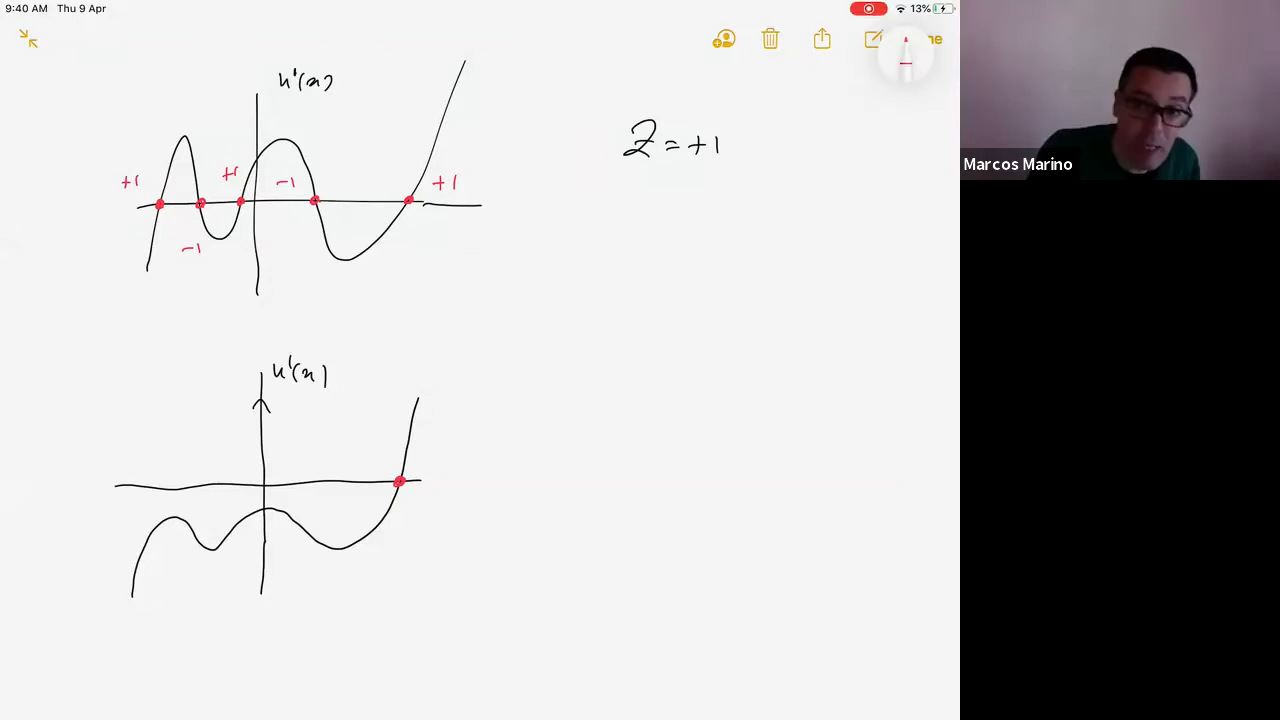 9:40 AM Thu 9 Apr
13%
h'(x)
Z = +1
+1
+1
-1
+1
-1
Marcos Marino
h'(x)